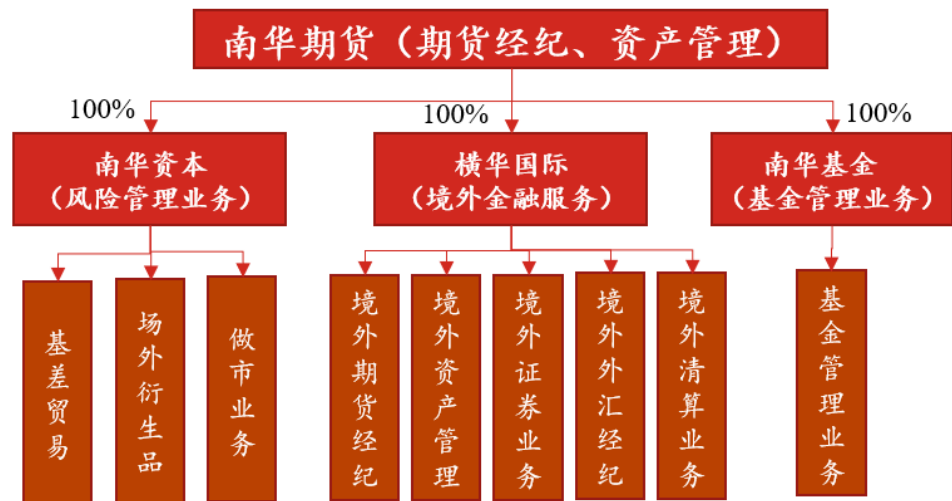 南华期货（期货经纪、资产管理）
100%
100%
100%
南华资本
（风险管理业务）
横华国际
（境外金融服务）
南华基金
（基金管理业务）
基差贸易
场外衍生品
做市业务
境外期货经纪
境外资产管理
境外证券业务
境外外汇经纪
境外清算业务
基金管理业务